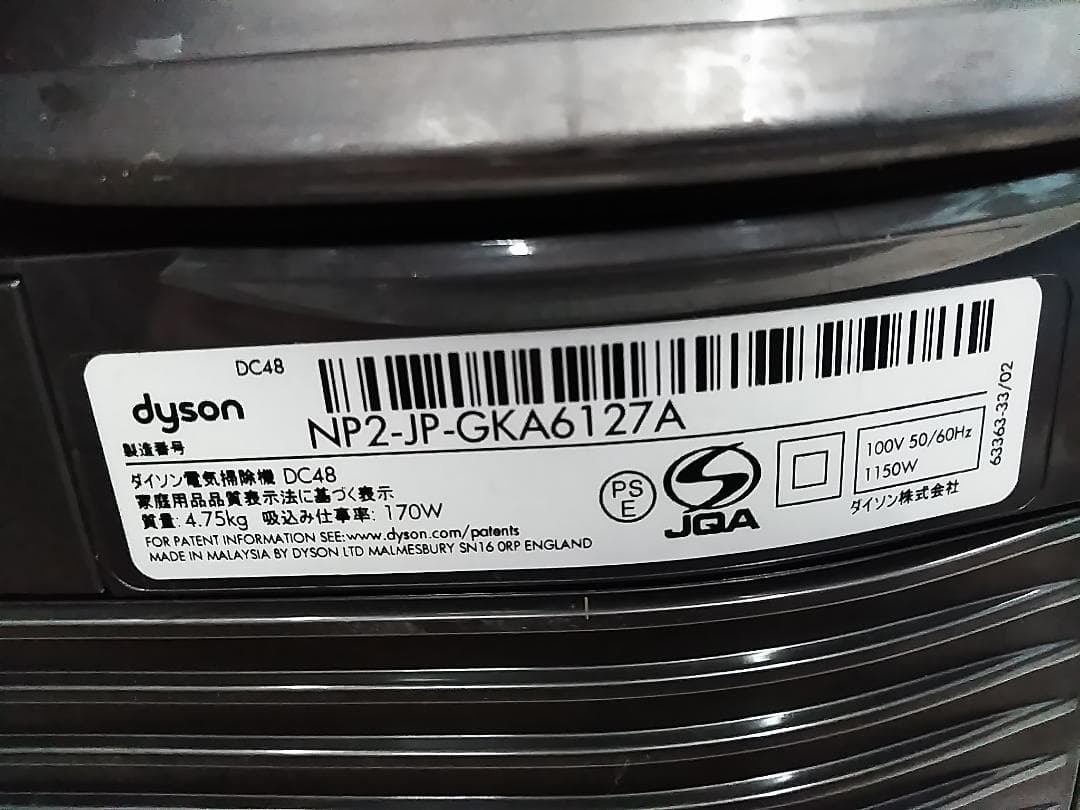 DC48
dyson
製造番号
NP2-JP-GKA6127A
ダイソン電気掃除機 DC48
家庭用品品質表示法に基づく表示
質量: 4.75kg 吸込み仕事率: 170W
FOR PATENT INFORMATION SEE:www.dyson.com/patents
MADE IN MALAYSIA BY DYSON LTD MALMESBURY SN16 0RP ENGLAND
PS
E
JQA
100V 50/60Hz
1150W
ダイソン株式会社
63363-33/02